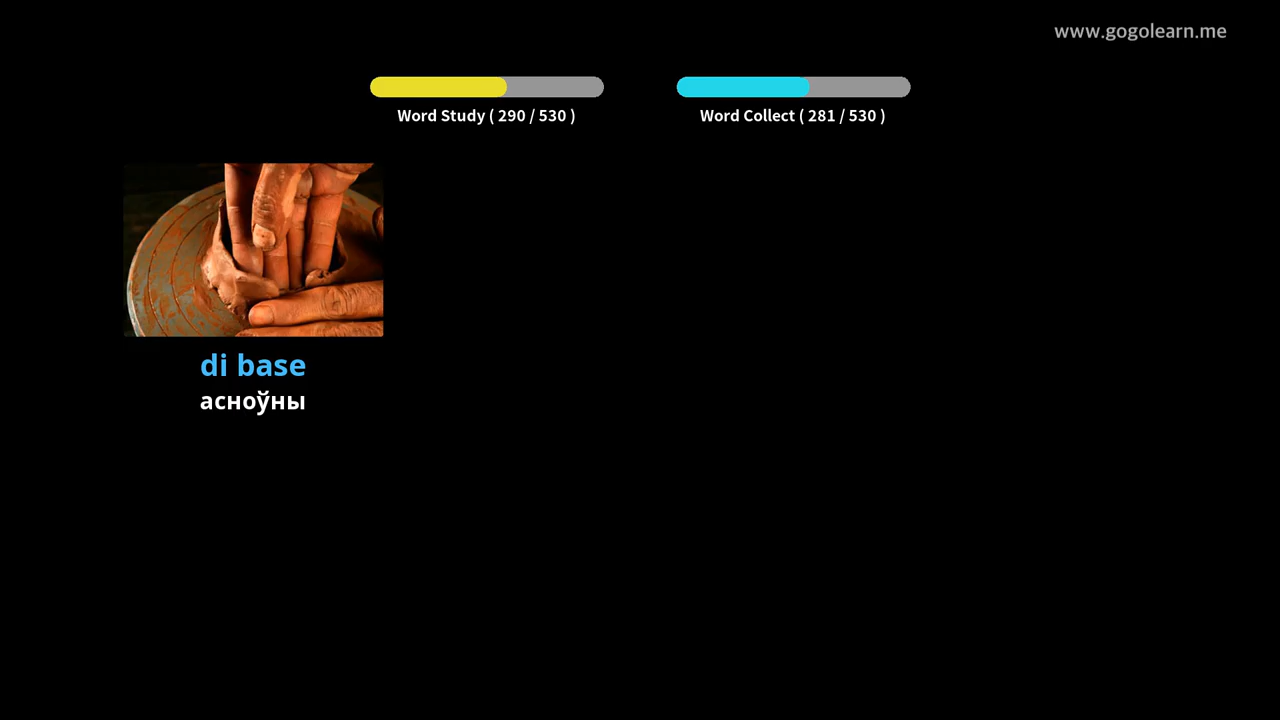 www.gogolearn.me
Word Study ( 290 / 530 )
Word Collect ( 281 / 530 )
di base
асноўны